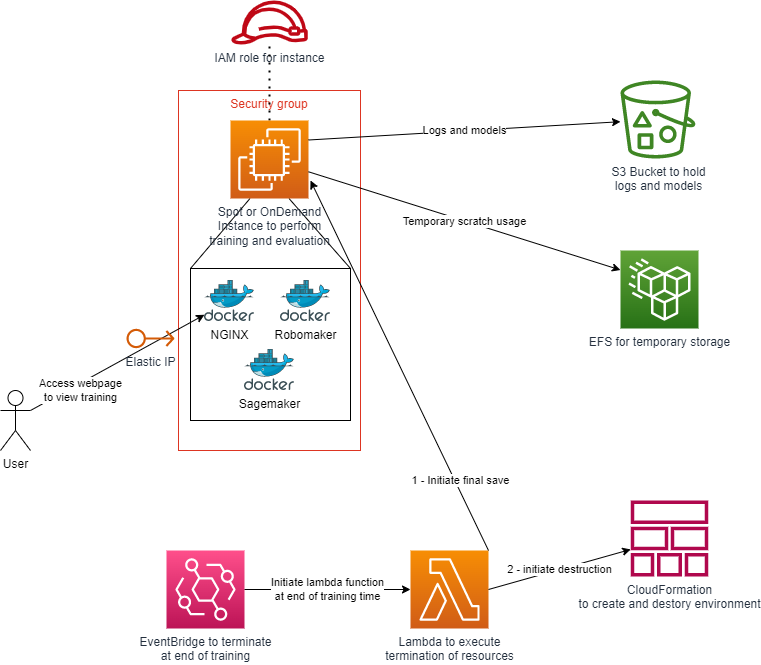 IAM role for instance
Security group
Logs and models
S3 Bucket to hold
logs and models
Spot or OnDemand
Instance to perform
training and evaluation
Temporary scratch usage
docker
NGINX
docker
Robomaker
EFS for temporary storage
Elastic IP
docker
Sagemaker
Access webpage
to view training
User
1 - Initiate final save
2 - initiate destruction
Initiate lambda function
at end of training time
CloudFormation
to create and destory environment
EventBridge to terminate
at end of training
Lambda to execute
termination of resources